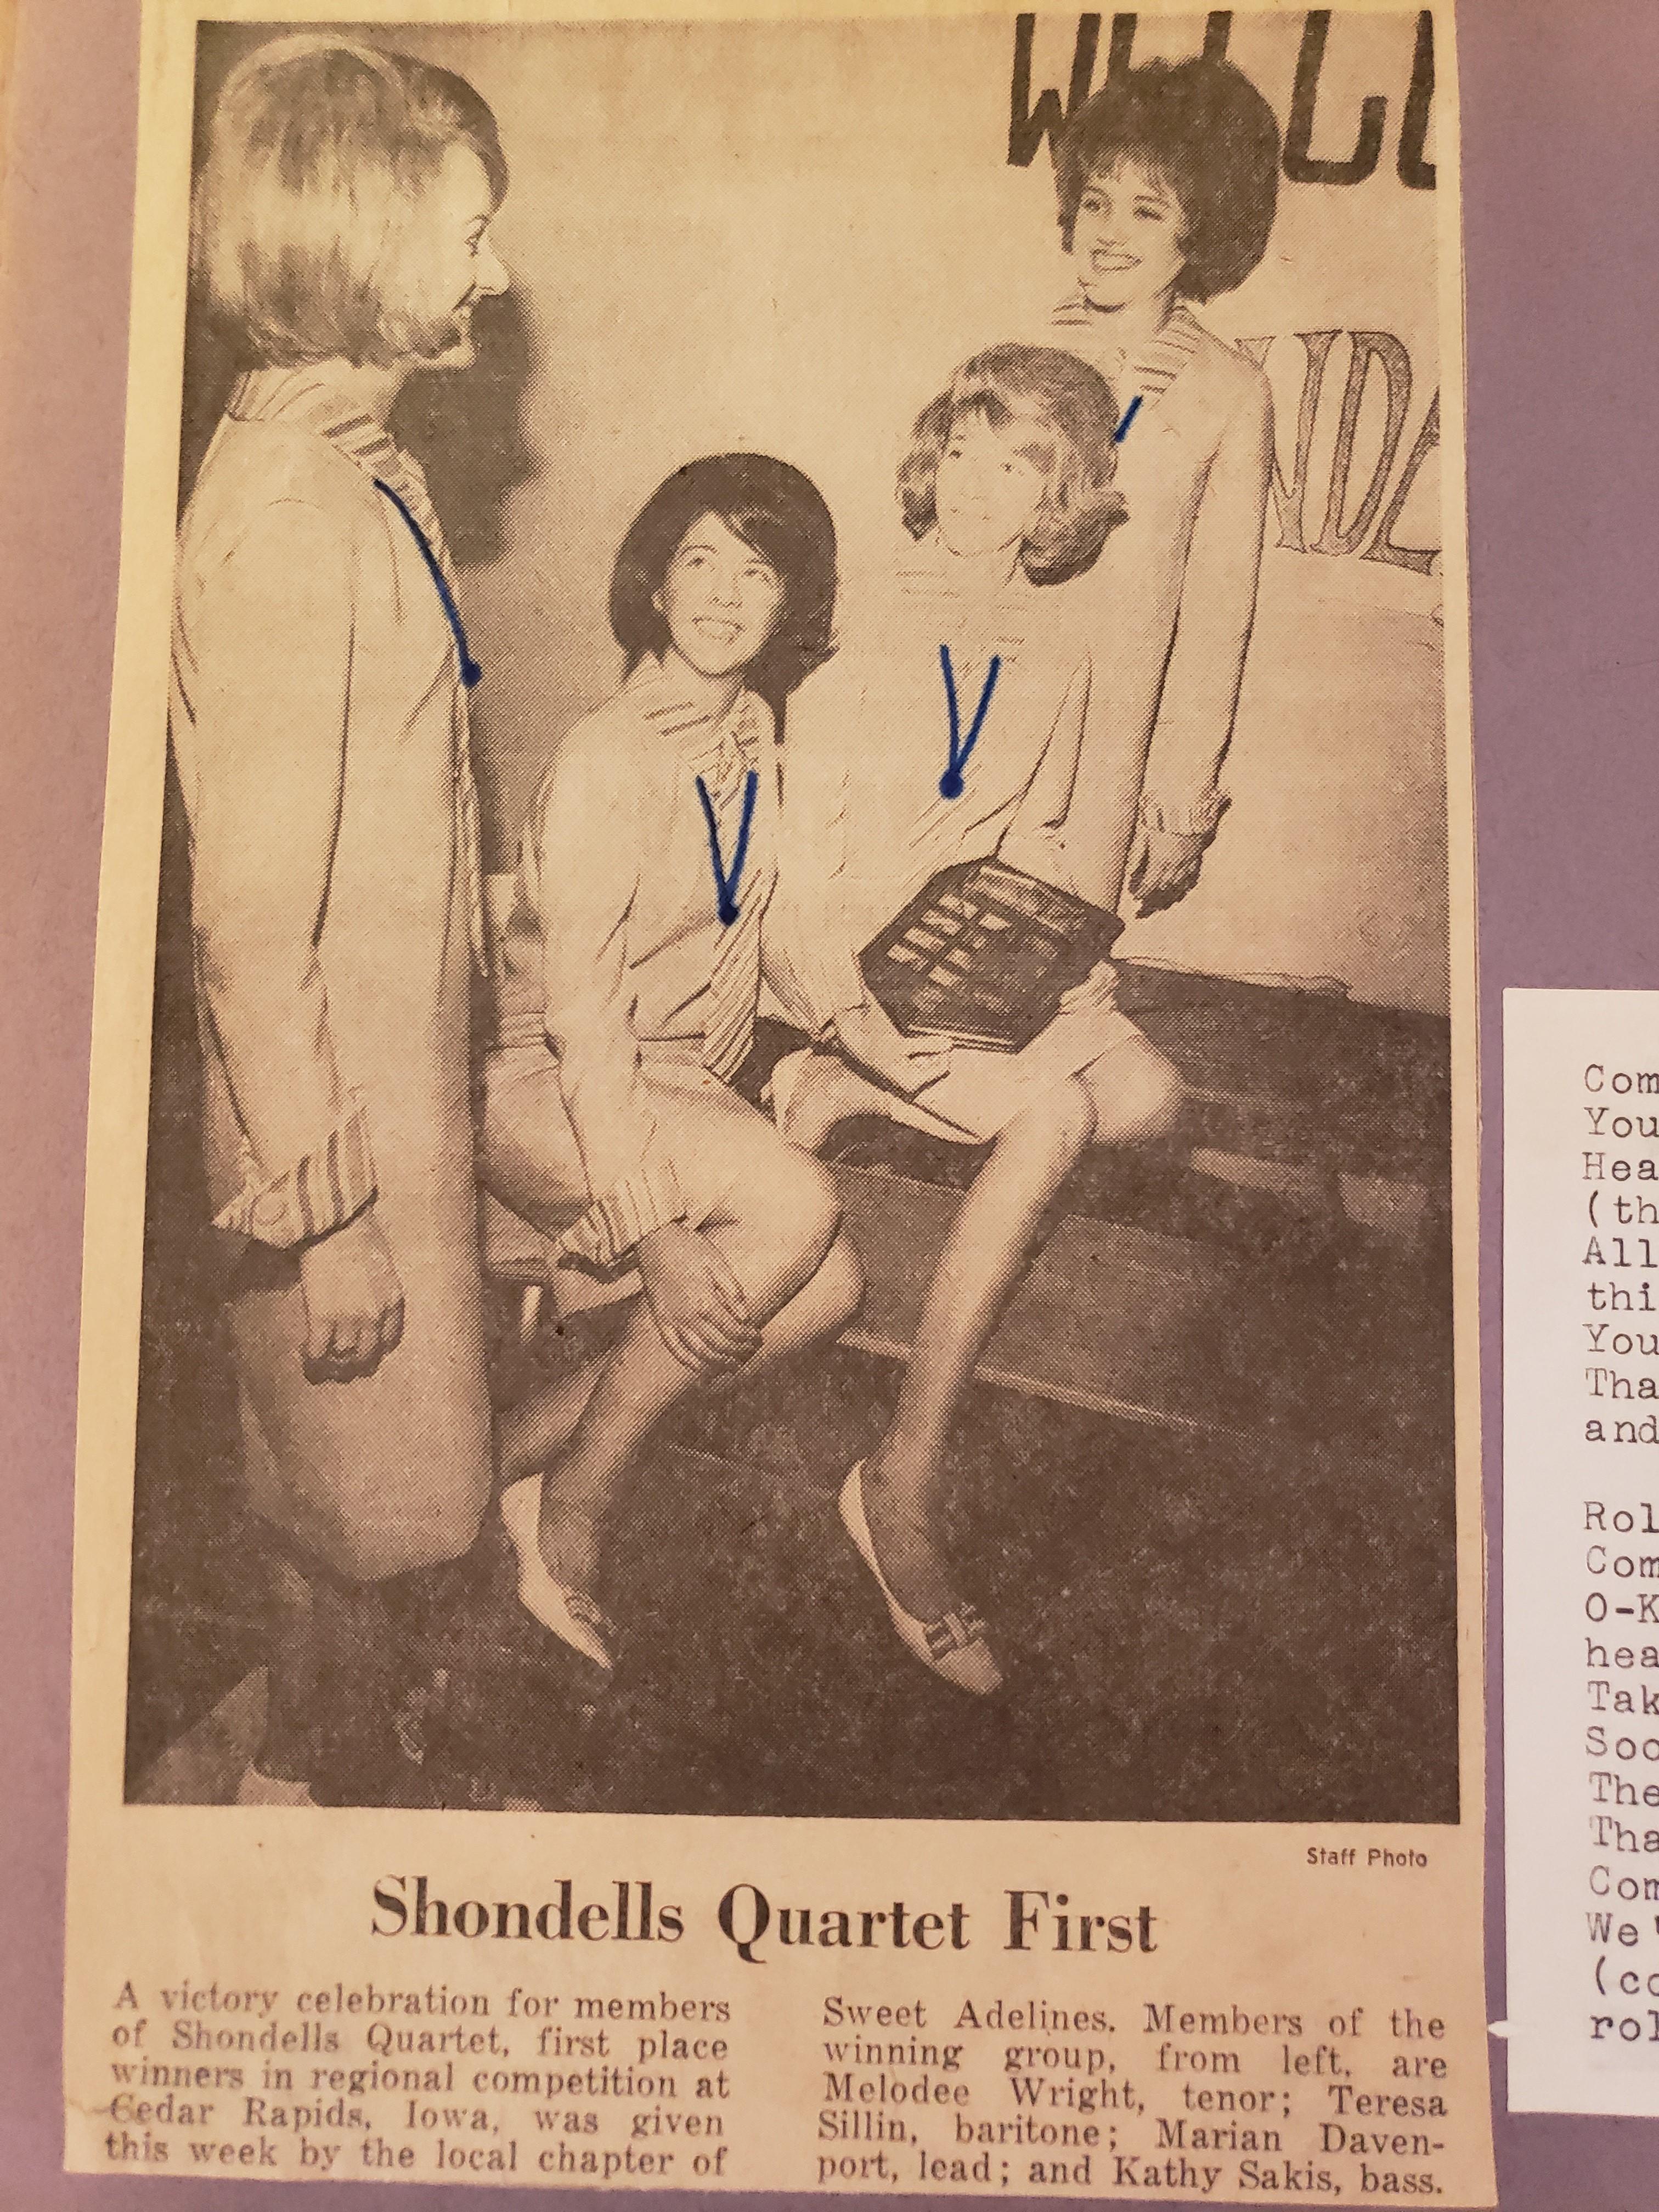 WELCO
Staff Photo
Shondells Quartet First
A victory celebration for members
of Shondells Quartet, first place
winners in regional competition at
Cedar Rapids, Iowa, was given
this week by the local chapter of
Sweet Adelines. Members of the
winning group, from left, are
Melodee Wright, tenor; Teresa
Sillin, baritone; Marian Daven-
port, lead; and Kathy Sakis, bass.
Com
You
Hea
(th
All
thi
You
Tha
and
Rol
Com
O-K
hea
Tak
Soo
The
Tha
Com
We'
(co
rol